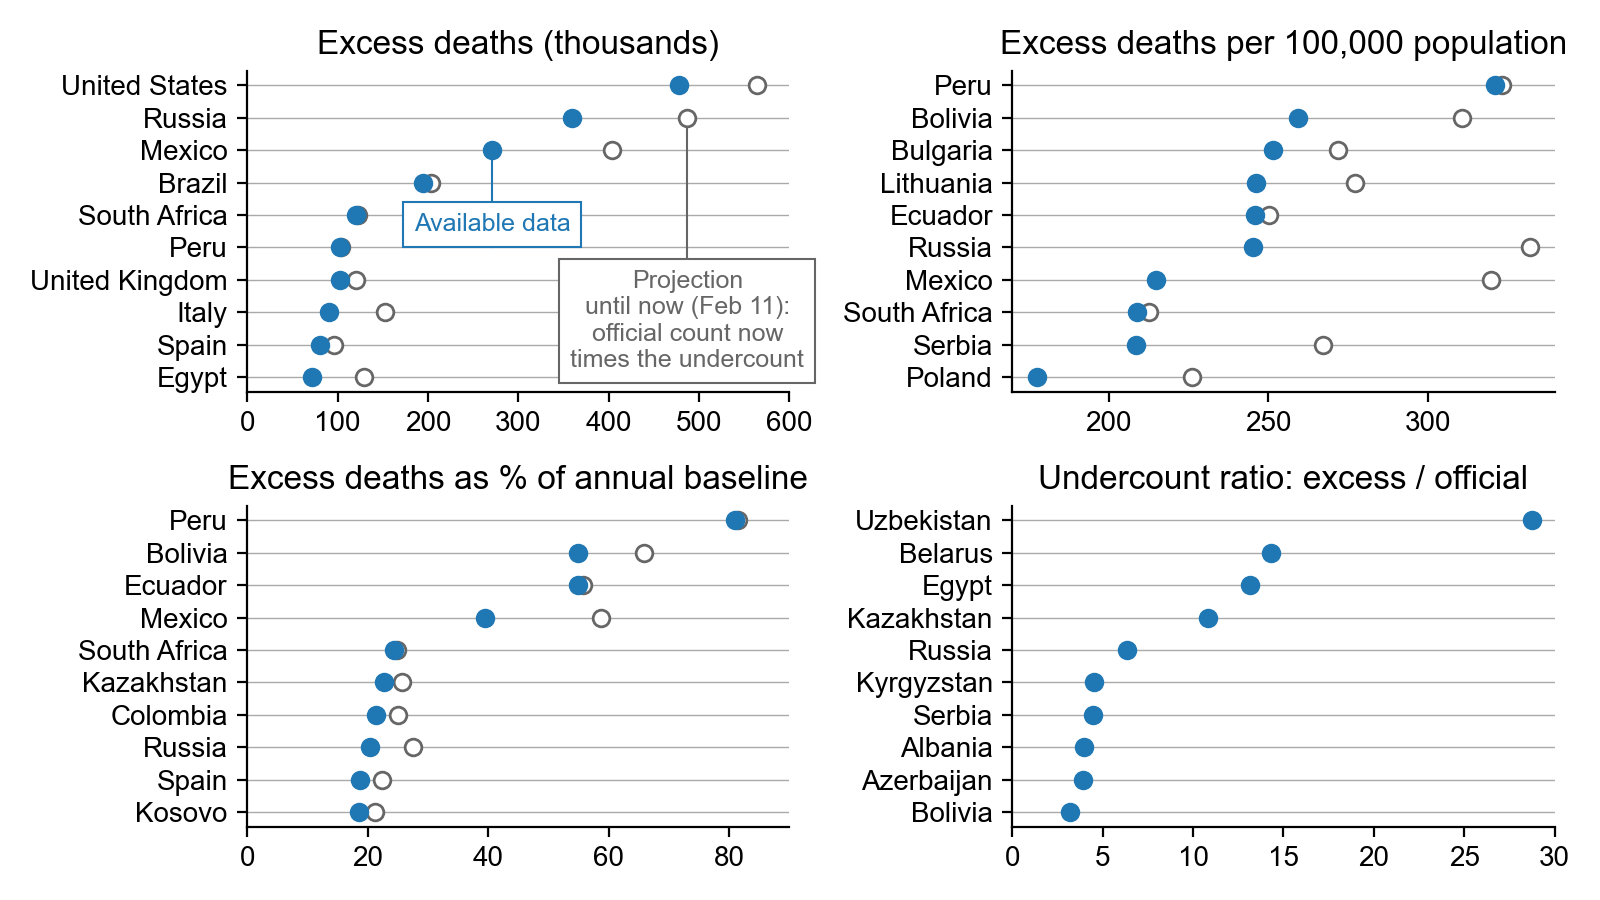 Excess deaths (thousands)
United States
Russia
Mexico
Brazil
South Africa
Peru
United Kingdom
Italy
Spain
Egypt
Available data
Projection
until now (Feb 11):
official count now
times the undercount
0 100 200 300 400 500 600
Excess deaths per 100,000 population
Peru
Bolivia
Bulgaria
Lithuania
Ecuador
Russia
Mexico
South Africa
Serbia
Poland
200 250 300
Excess deaths as % of annual baseline
Peru
Bolivia
Ecuador
Mexico
South Africa
Kazakhstan
Colombia
Russia
Spain
Kosovo
0 20 40 60 80
Undercount ratio: excess / official
Uzbekistan
Belarus
Egypt
Kazakhstan
Russia
Kyrgyzstan
Serbia
Albania
Azerbaijan
Bolivia
0 5 10 15 20 25 30